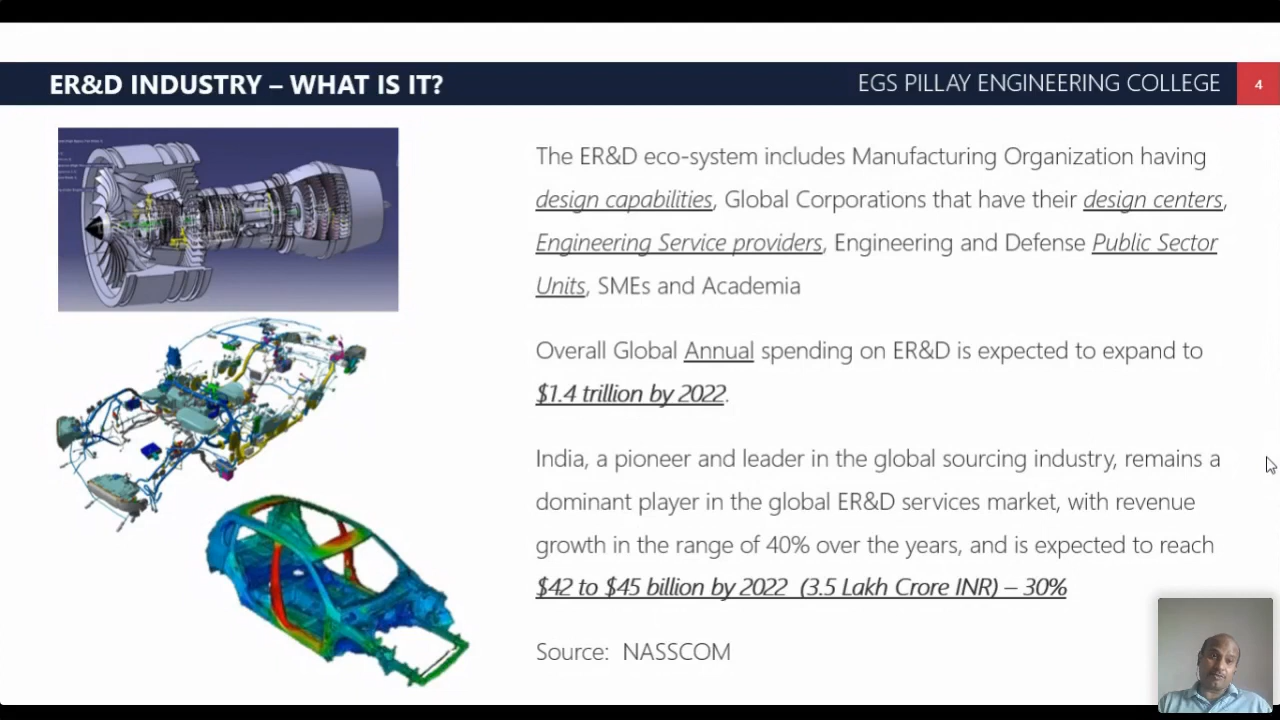 ER&D INDUSTRY – WHAT IS IT?
EGS PILLAY ENGINEERING COLLEGE
4
The ER&D eco-system includes Manufacturing Organization having
design capabilities, Global Corporations that have their design centers,
Engineering Service providers, Engineering and Defense Public Sector
Units, SMEs and Academia
Overall Global Annual spending on ER&D is expected to expand to
$1.4 trillion by 2022.
India, a pioneer and leader in the global sourcing industry, remains a
dominant player in the global ER&D services market, with revenue
growth in the range of 40% over the years, and is expected to reach
$42 to $45 billion by 2022 (3.5 Lakh Crore INR) – 30%
Source: NASSCOM